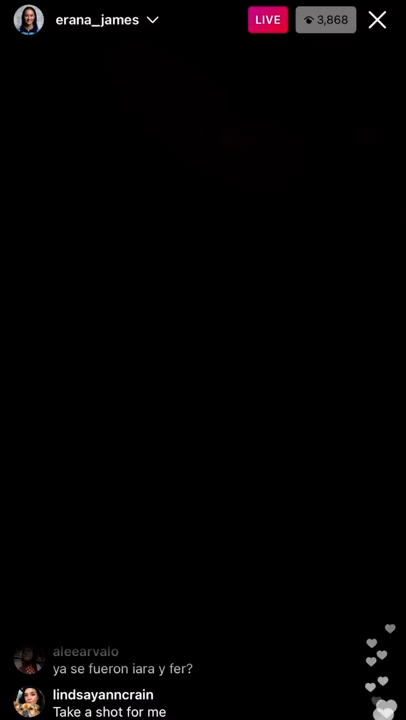 erana_james
LIVE
3,868
aleearvalo
ya se fueron iara y fer?
lindsayanncrain
Take a shot for me